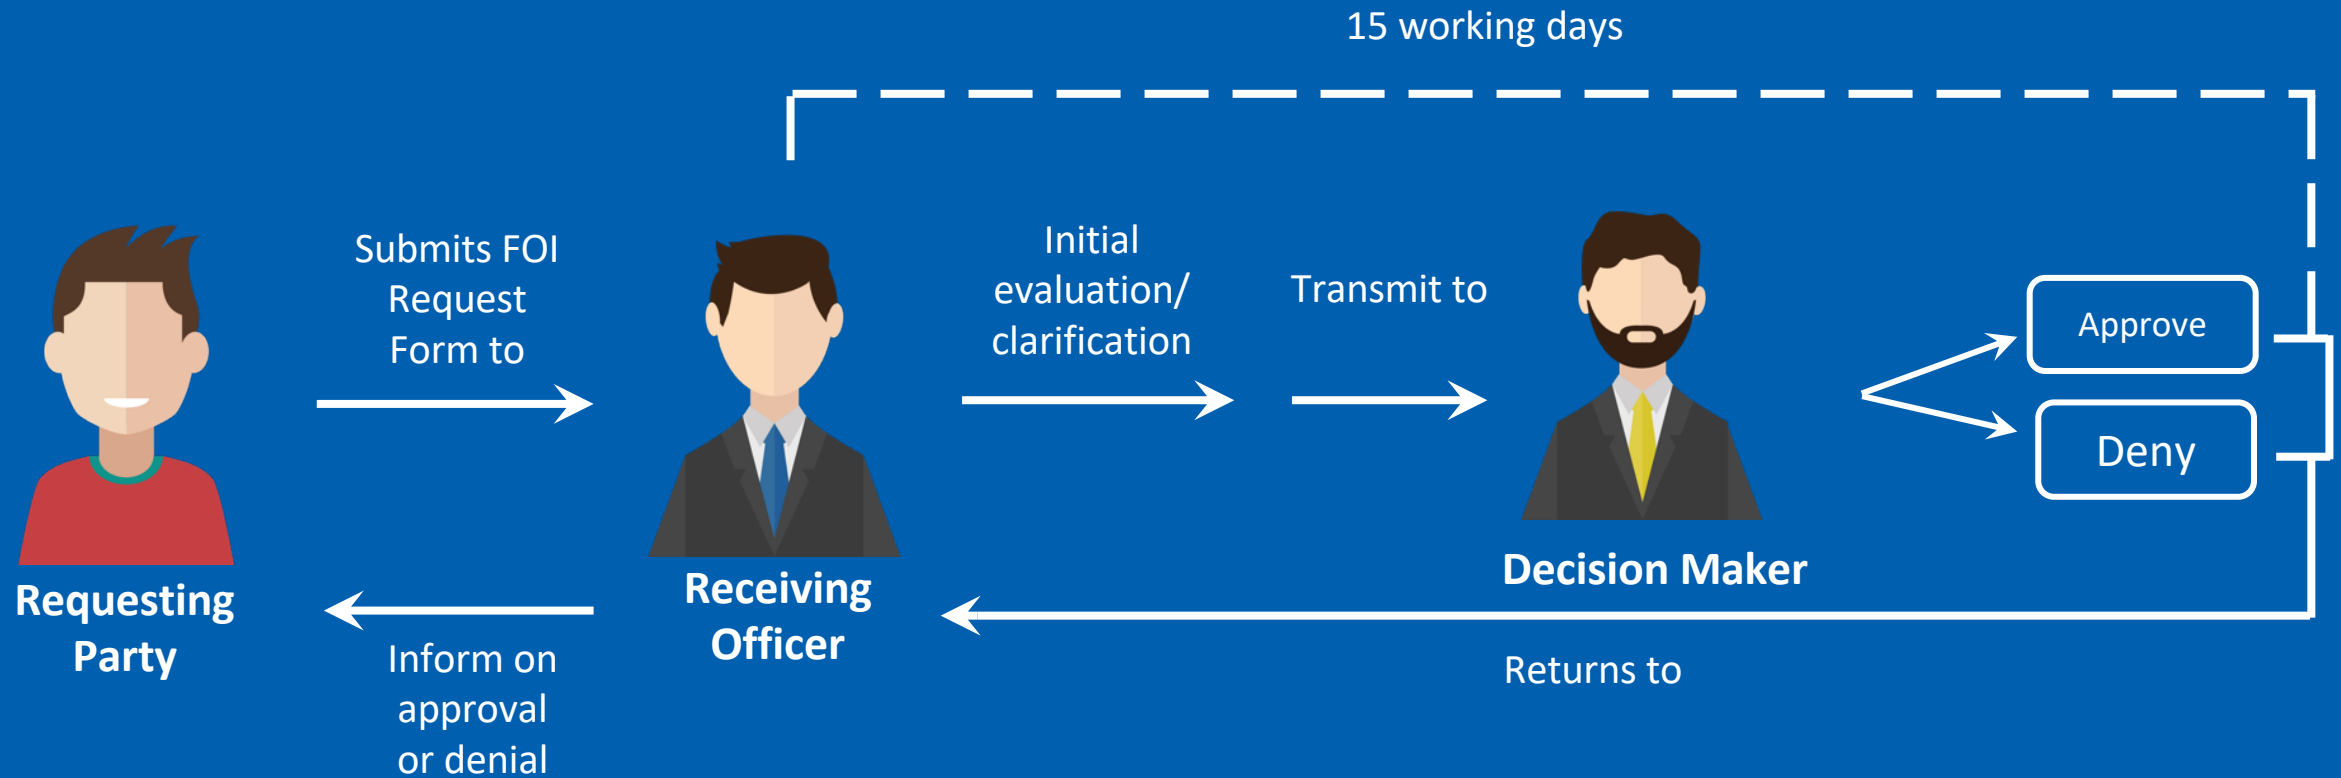 15 working days
Submits FOI
Request
Form to
Initial
evaluation/
clarification
Transmit to
Approve
Deny
Requesting
Party
Receiving
Officer
Decision Maker
Inform on
approval
or denial
Returns to